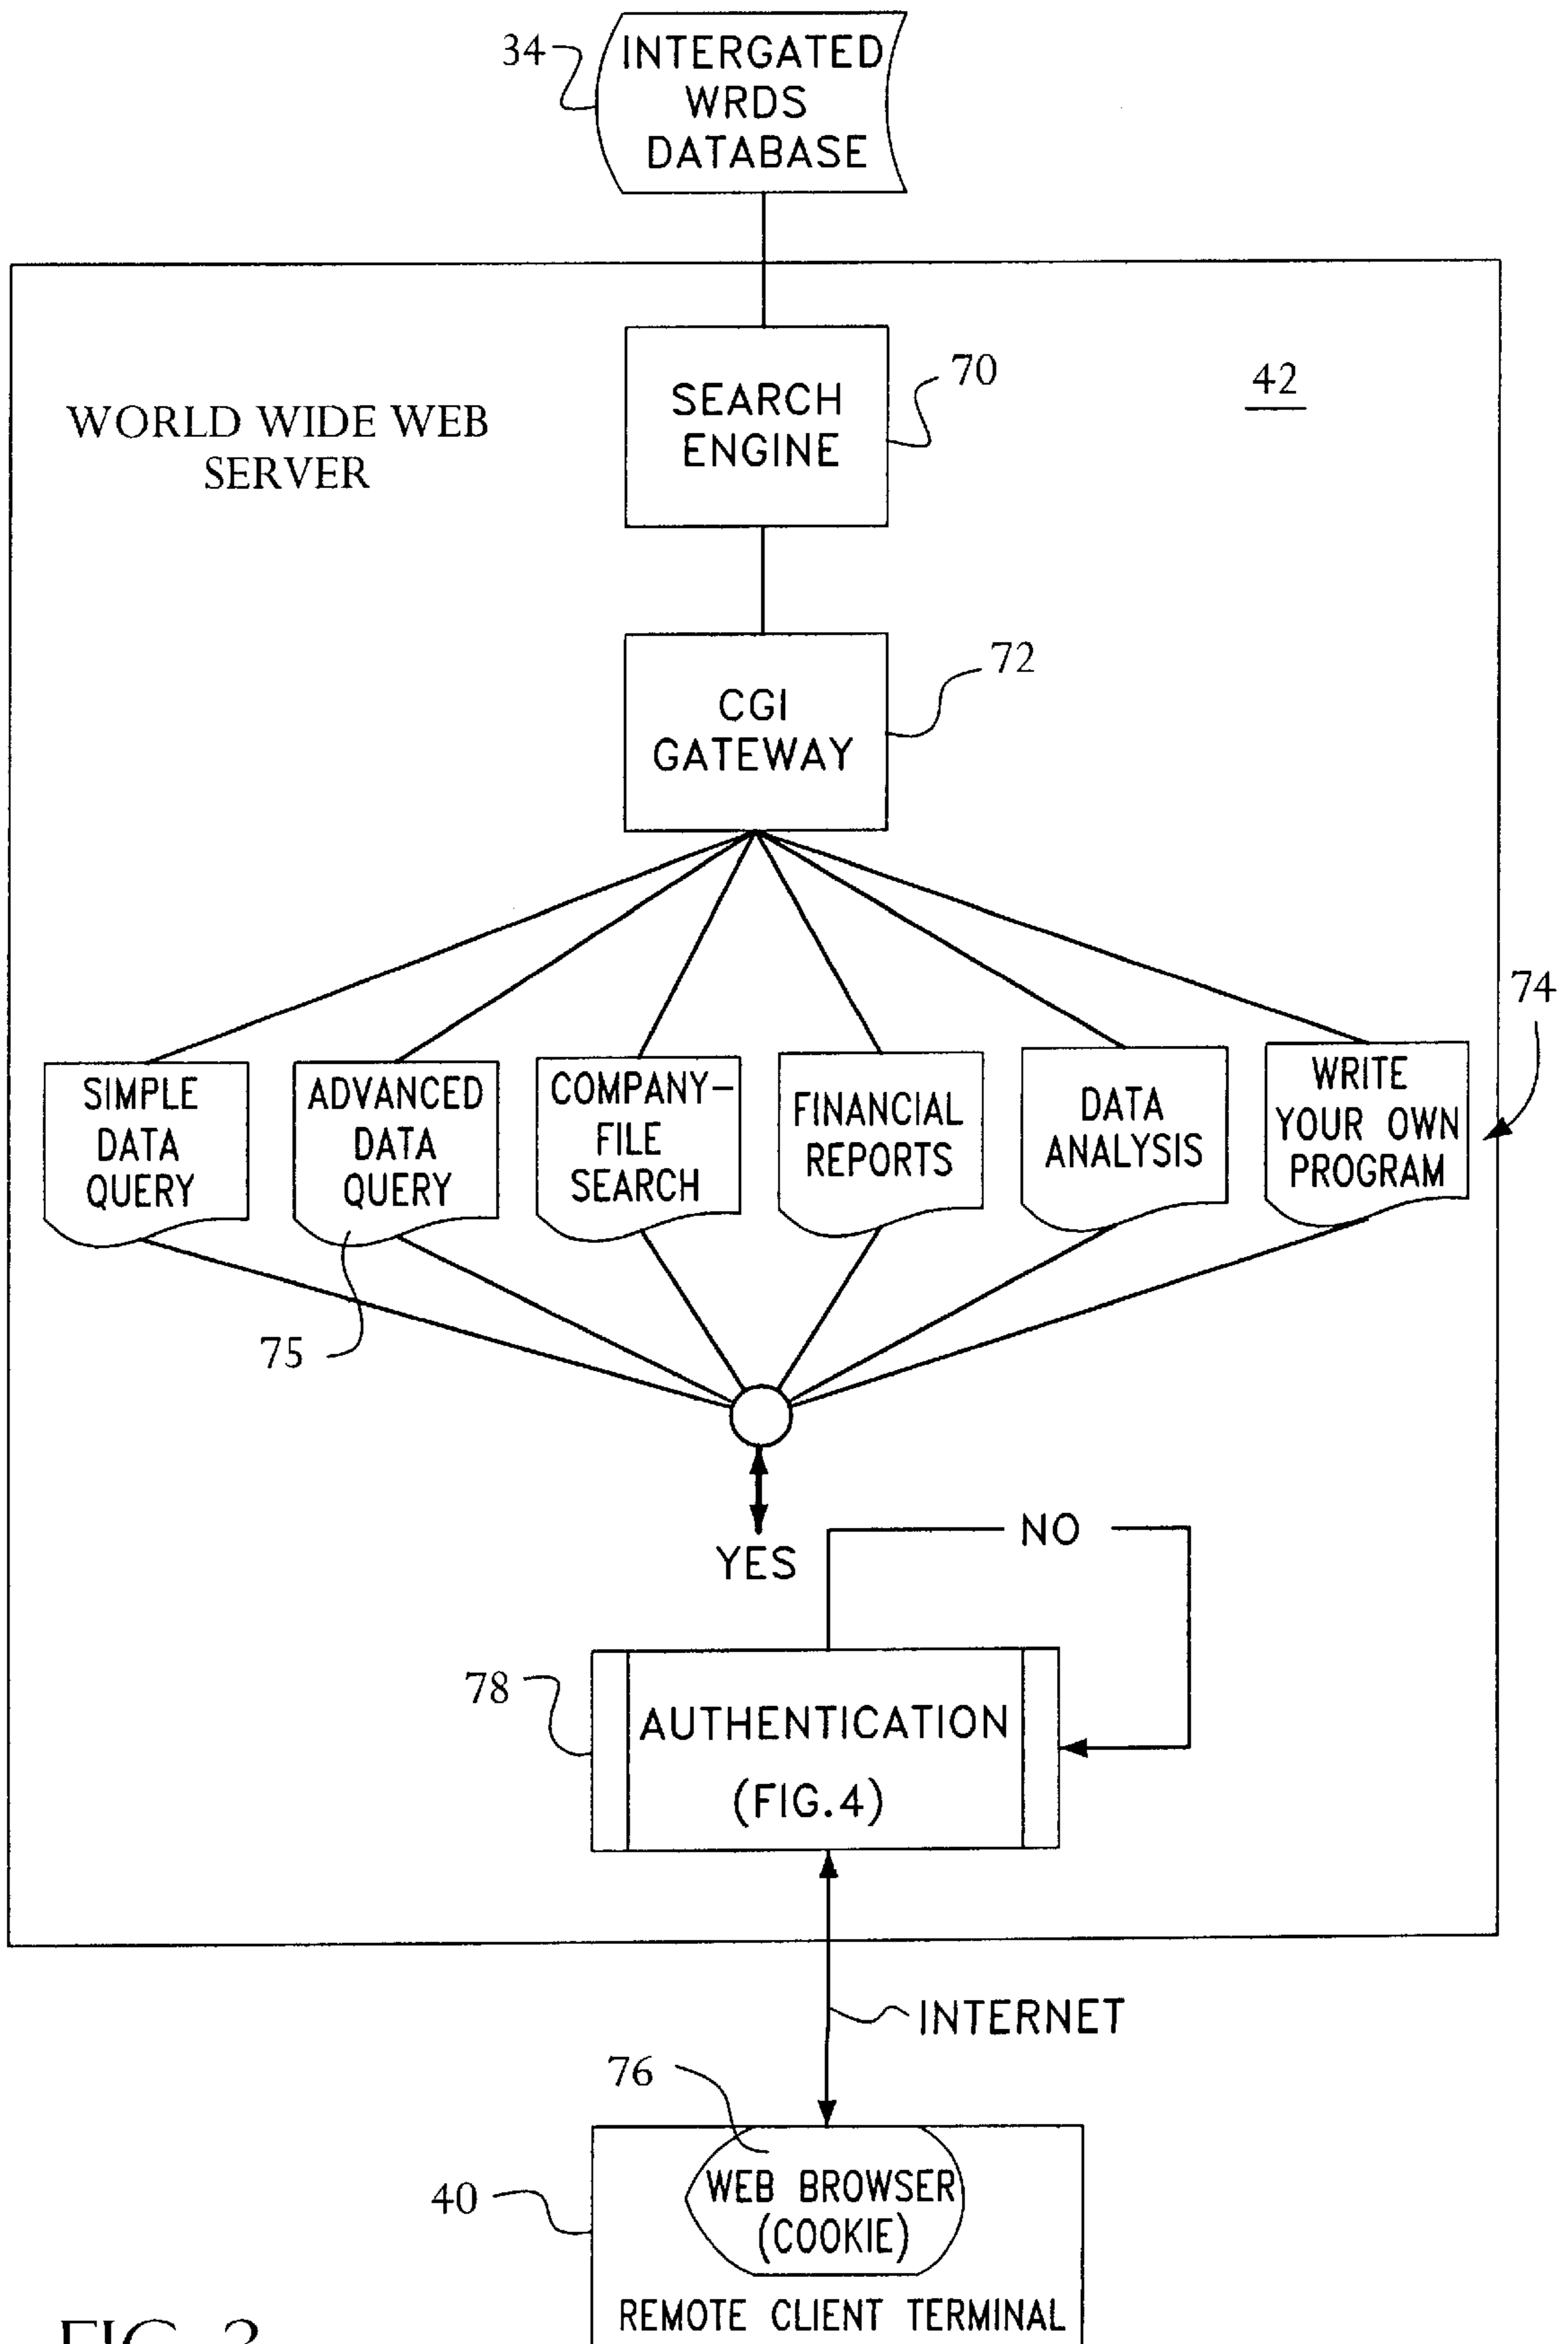 34
INTERGATED
WRDS
DATABASE
WORLD WIDE WEB
SERVER
SEARCH
ENGINE
70
42
CGI
GATEWAY
72
74
SIMPLE
DATA
QUERY
ADVANCED
DATA
QUERY
COMPANY-
FILE
SEARCH
FINANCIAL
REPORTS
DATA
ANALYSIS
WRITE
YOUR OWN
PROGRAM
75
YES
NO
78
AUTHENTICATION
(FIG.4)
INTERNET
76
40
WEB BROWSER
(COOKIE)
REMOTE CLIENT TERMINAL